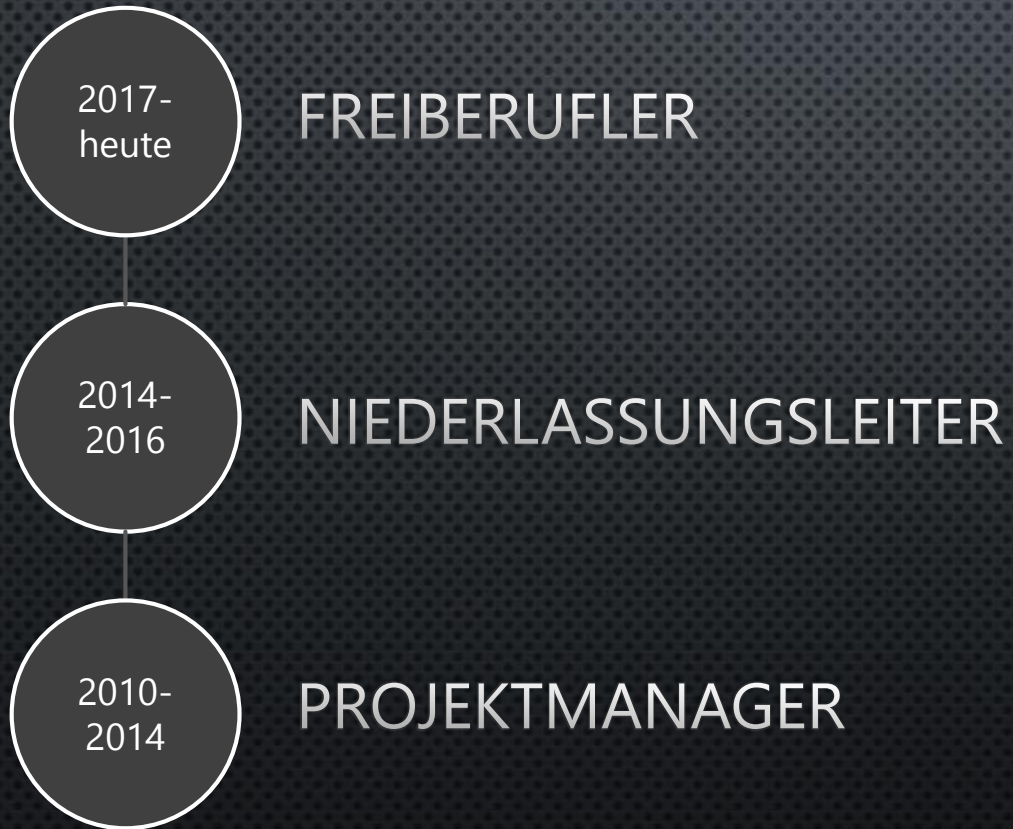 2017-
heute
FREIBERUFLER
2014-
2016
NIEDERLASSUNGSLEITER
2010-
2014
PROJEKTMANAGER